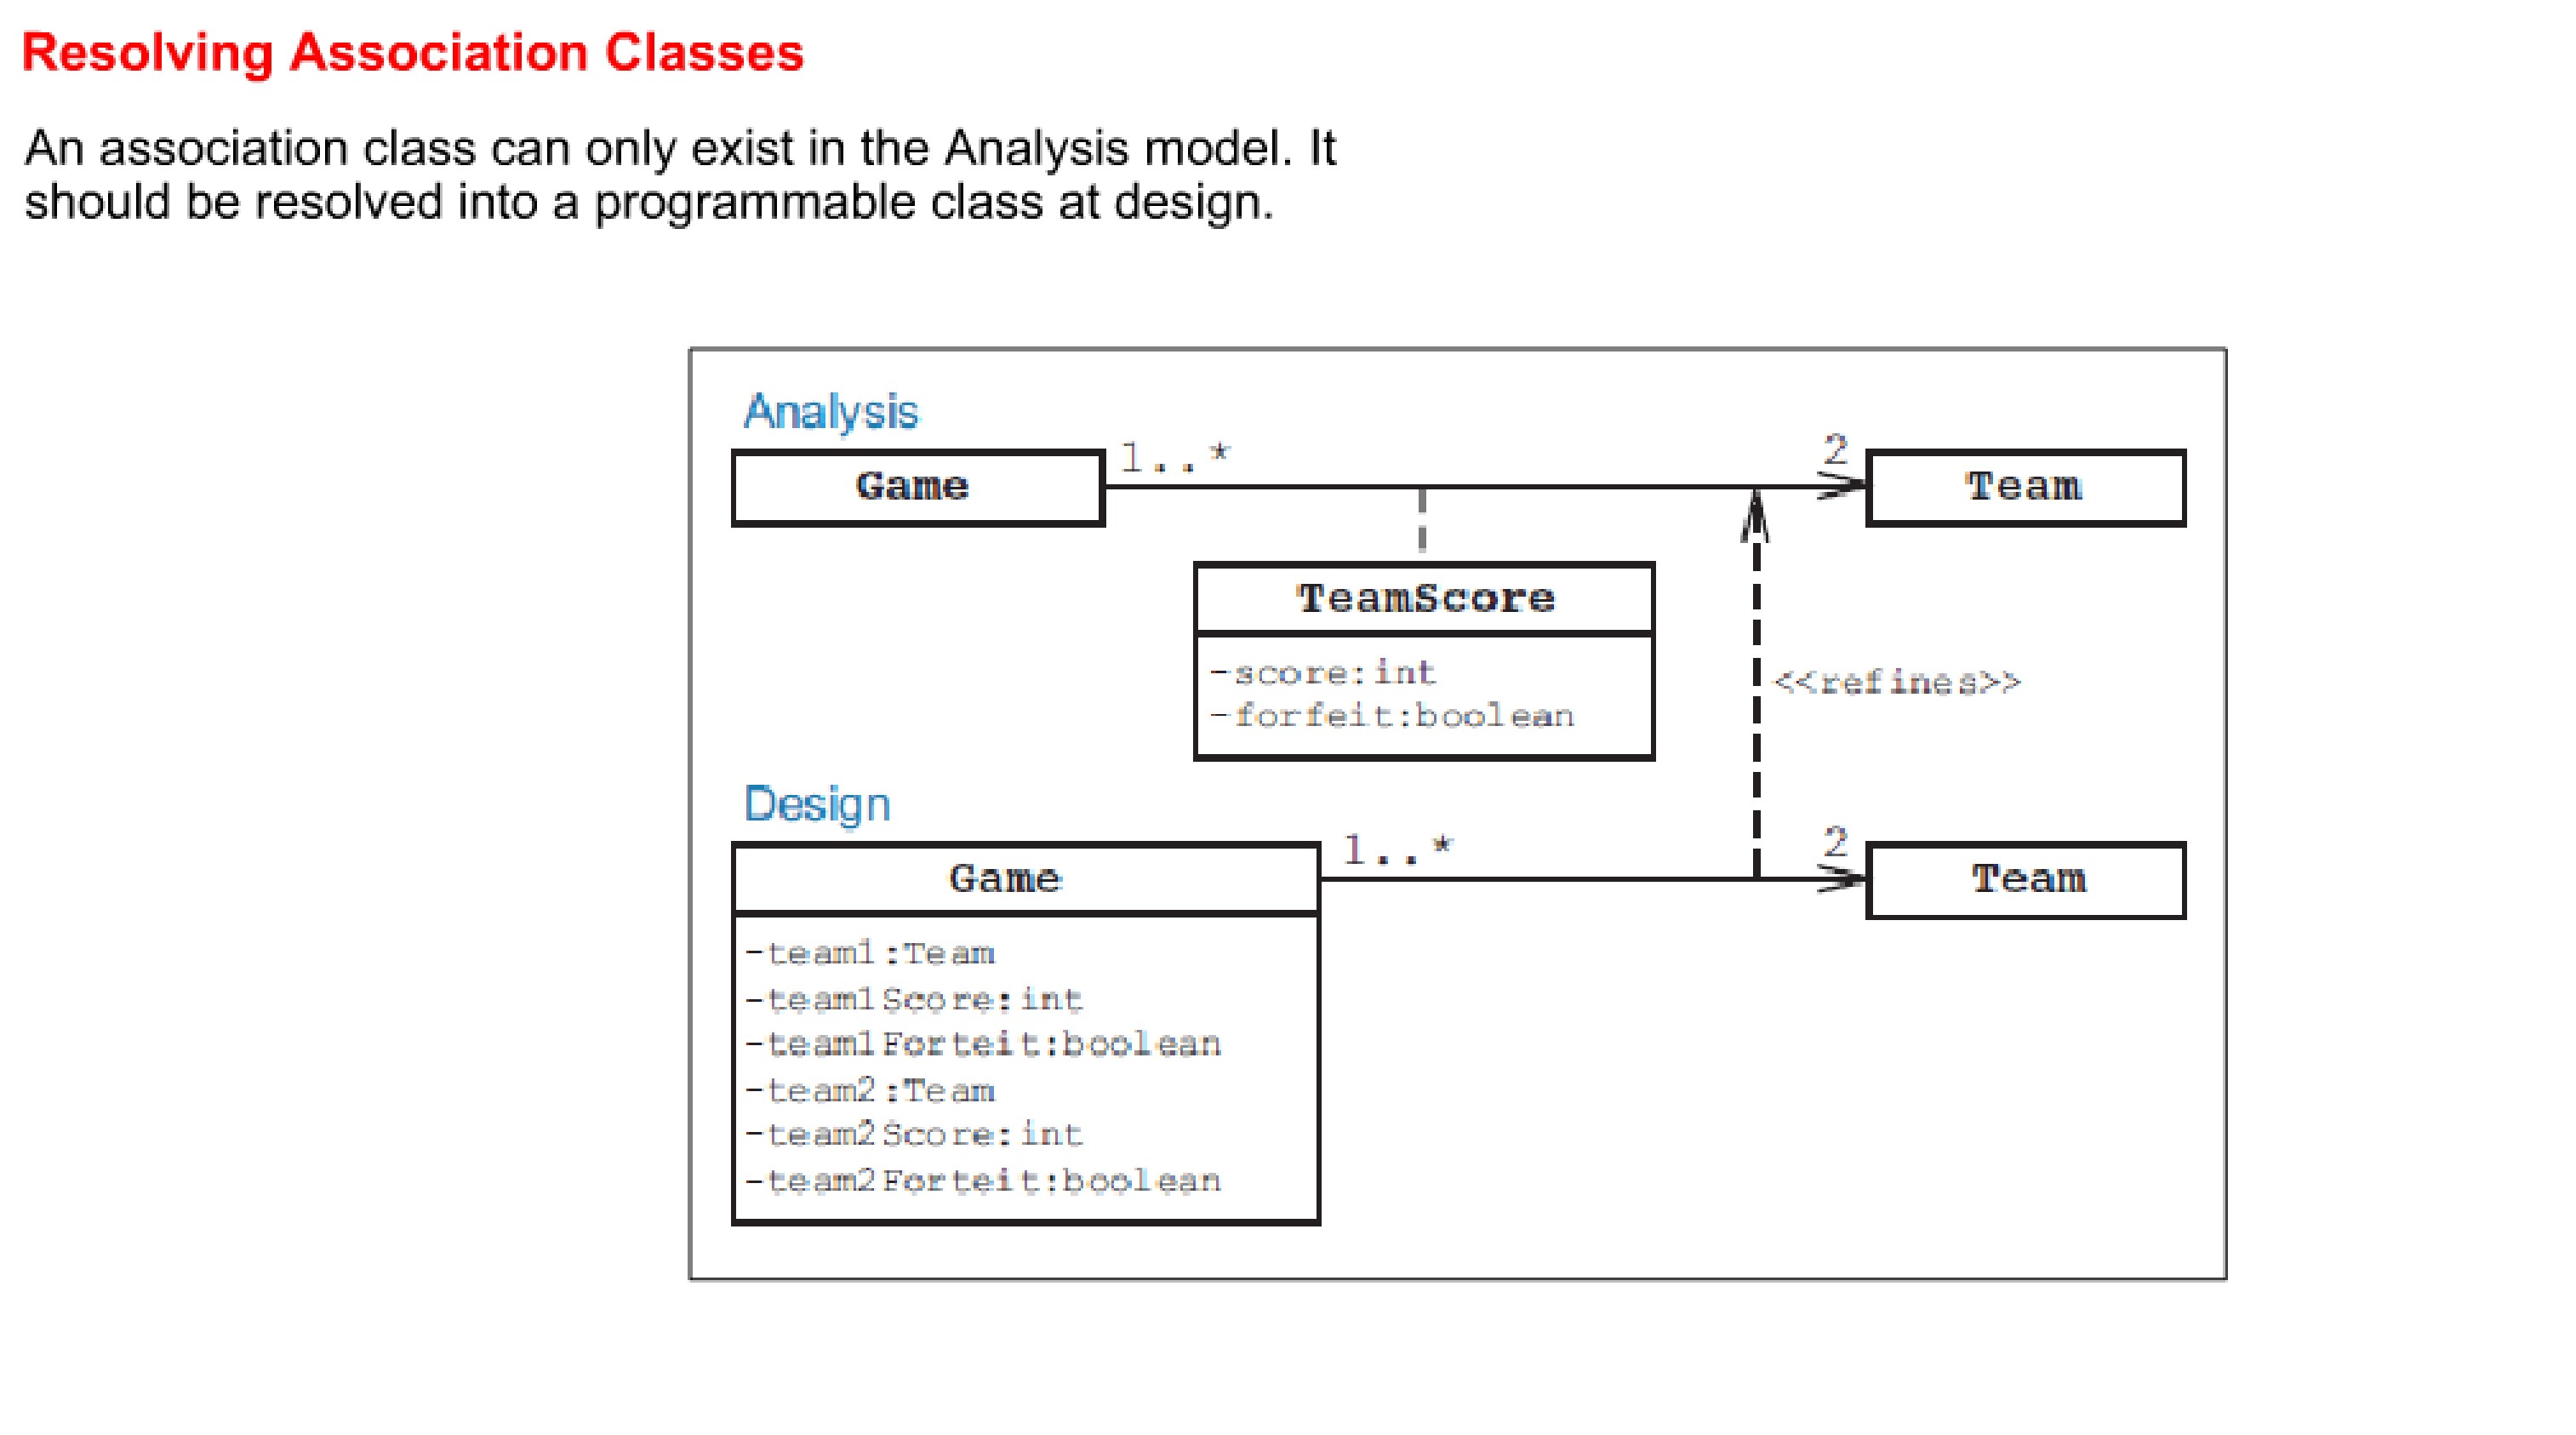 Resolving Association Classes
An association class can only exist in the Analysis model. It
should be resolved into a programmable class at design.
Analysis
Game
1..*
2
Team
TeamScore
-score:int
-forfeit:boolean
<<refines>>
Design
Game
1..*
2
Team
-team1:Team
-team1Score:int
-team1Forteit:boolean
-team2:Team
-team2Score:int
-team2Forteit:boolean